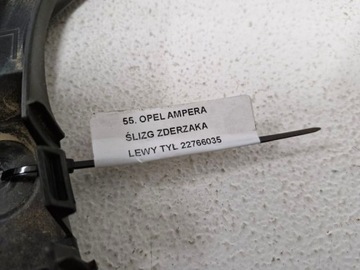 55. OPEL AMPERA
ŚLIZG ZDERZAKA
LEWY TYL 22766035